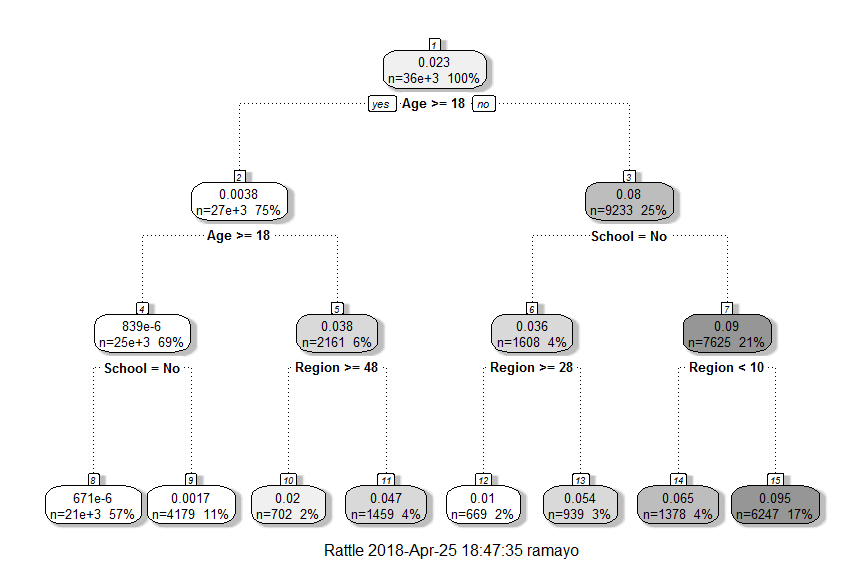 1
0.023
n=36e+3 100%
yes Age >= 18 no
2
0.0038
n=27e+3 75%
3
0.08
n=9233 25%
Age >= 18
School = No
4
839e-6
n=25e+3 69%
5
0.038
n=2161 6%
6
0.036
n=1608 4%
7
0.09
n=7625 21%
School = No
Region >= 48
Region >= 28
Region < 10
8
671e-6
n=21e+3 57%
9
0.0017
n=4179 11%
10
0.02
n=702 2%
11
0.047
n=1459 4%
12
0.01
n=669 2%
13
0.054
n=939 3%
14
0.065
n=1378 4%
15
0.095
n=6247 17%
Rattle 2018-Apr-25 18:47:35 ramayo